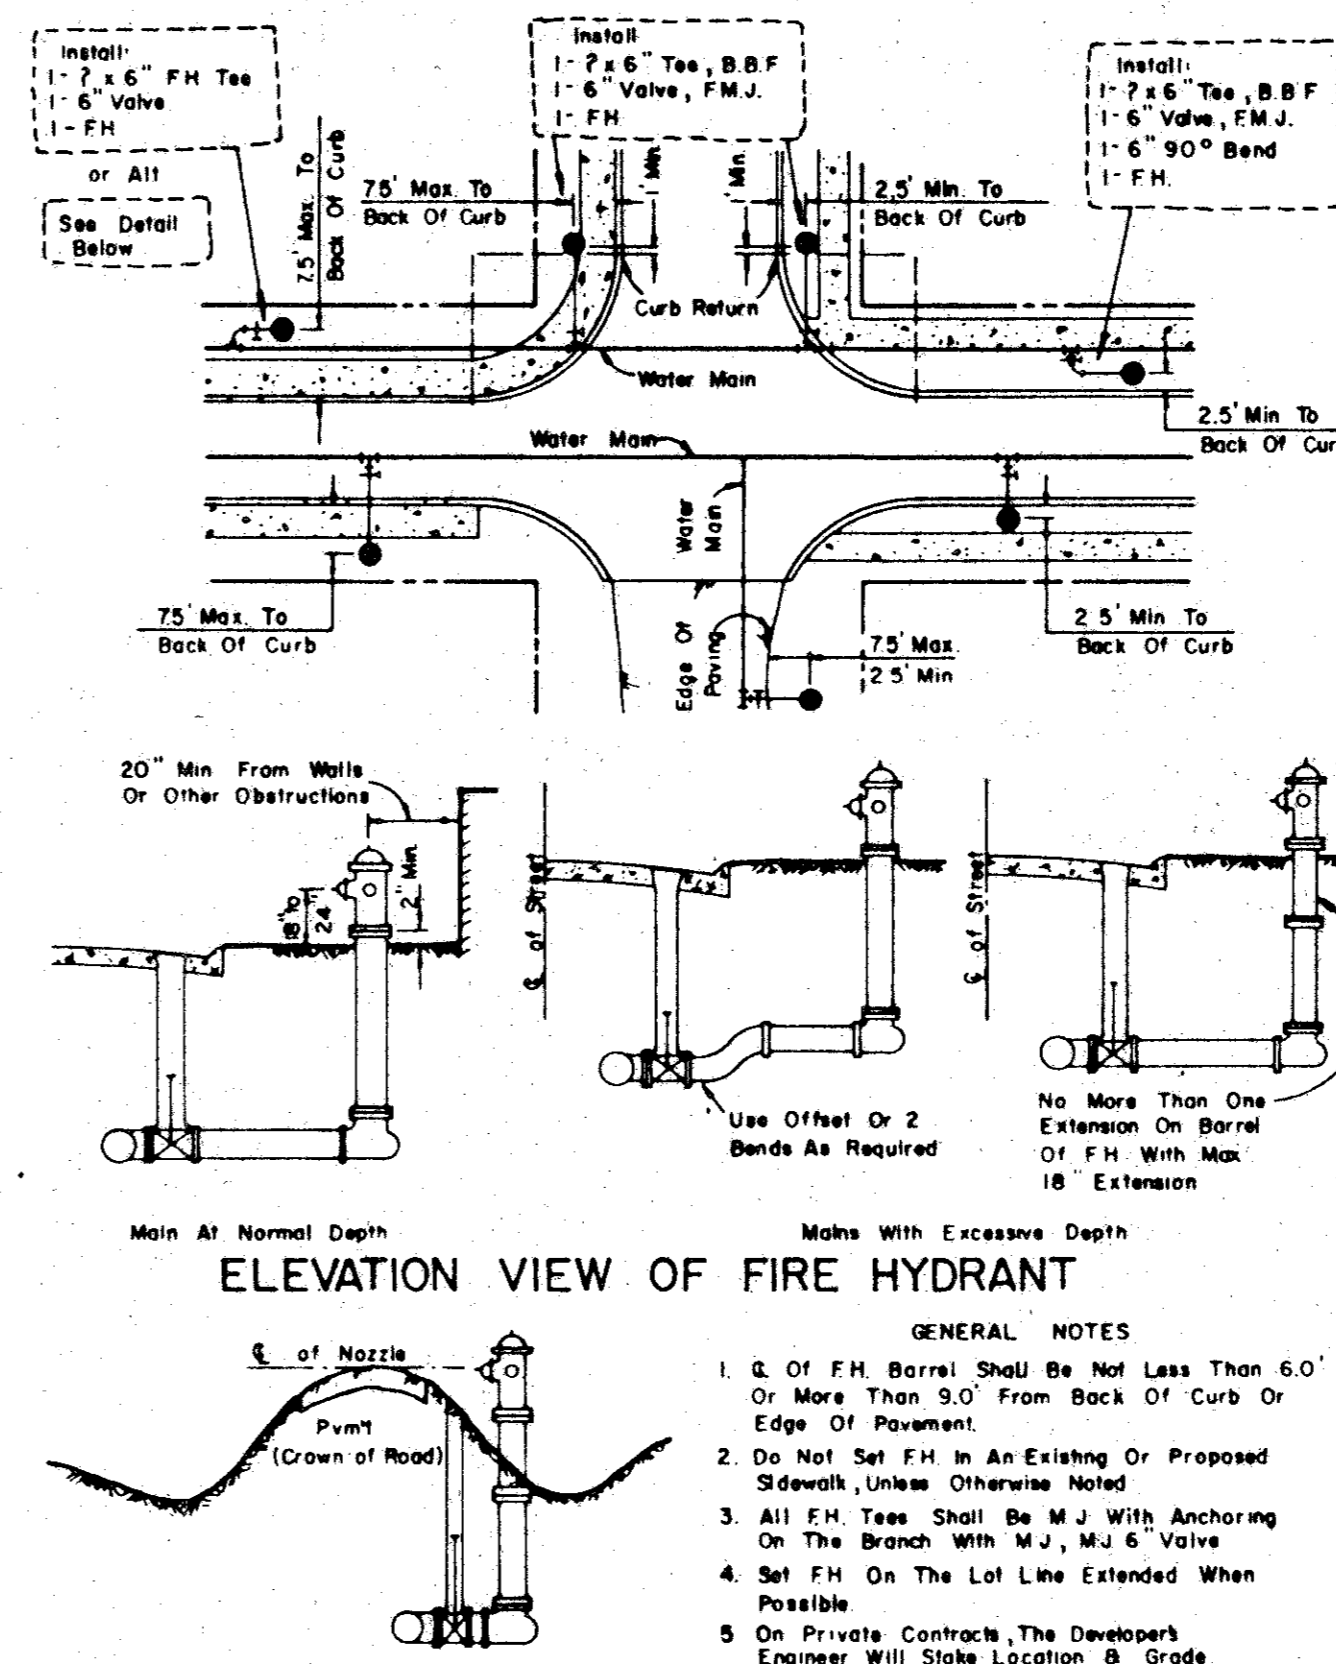 Install:
1- ? x 6" FH Tee
1- 6" Valve
1- FH
or Alt
See Detail
Below
7.5' Max. To
Back Of Curb
Install
1- ? x 6" Tee, B.B.F
1- 6" Valve, F.M.J.
1- FH
7.5' Max. To
Back Of Curb
1' Min.
1' Min.
2.5' Min. To
Back Of Curb
Install:
1- ? x 6" Tee, B.B F
1- 6" Valve, F.M.J.
1- 6" 90° Bend
1- F.H.
Curb Return
Water Main
Water Main
2.5' Min To
Back Of Cur
Water
Main
7.5' Max. To
Back Of Curb
Edge Of
Paving
7.5' Max.
2.5' Min
2.5' Min To
Back Of Curb
20" Min From Walls
Or Other Obstructions
18" To
24"
2" Min.
℄ of Street
℄ of Street
Use Offset Or 2
Bends As Required
No More Than One
Extension On Barrel
Of F.H. With Max
18" Extension
Main At Normal Depth
Mains With Excessive Depth
ELEVATION VIEW OF FIRE HYDRANT
℄ of Nozzle
Pvm't
(Crown of Road)
GENERAL NOTES
1. ℄ Of F.H. Barrel Shall Be Not Less Than 6.0'
Or More Than 9.0' From Back Of Curb Or
Edge Of Pavement.
2. Do Not Set F.H. In An Existing Or Proposed
Sidewalk, Unless Otherwise Noted
3. All F.H. Tees Shall Be M J With Anchoring
On The Branch With M J, M.J. 6" Valve
4. Set F.H On The Lot Line Extended When
Possible.
5 On Private Contracts, The Developer's
Engineer Will Stake Location & Grade